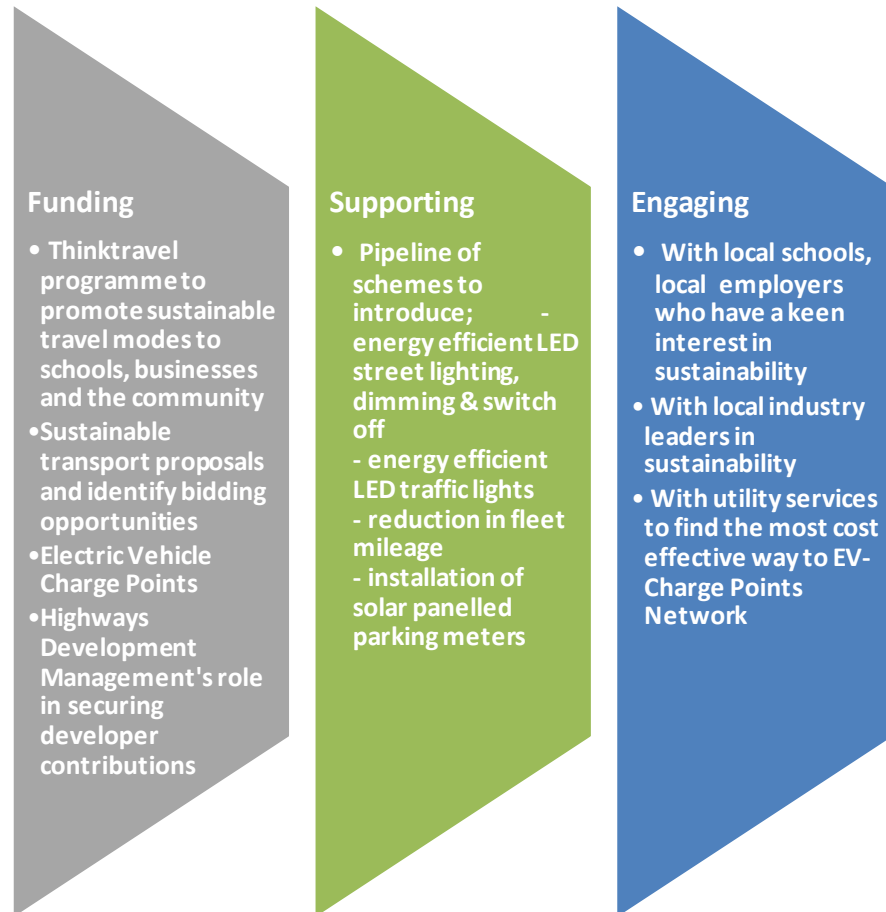 Funding
• Thinktravel
programme to
promote sustainable
travel modes to
schools, businesses
and the community
•Sustainable
transport proposals
and identify bidding
opportunities
•Electric Vehicle
Charge Points
•Highways
Development
Management's role
in securing
developer
contributions
Supporting
• Pipeline of
schemes to
introduce; -
energy efficient LED
street lighting,
dimming & switch
off
- energy efficient
LED traffic lights
- reduction in fleet
mileage
- installation of
solar panelled
parking meters
Engaging
• With local schools,
local employers
who have a keen
interest in
sustainability
• With local industry
leaders in
sustainability
• With utility services
to find the most cost
effective way to EV-
Charge Points
Network